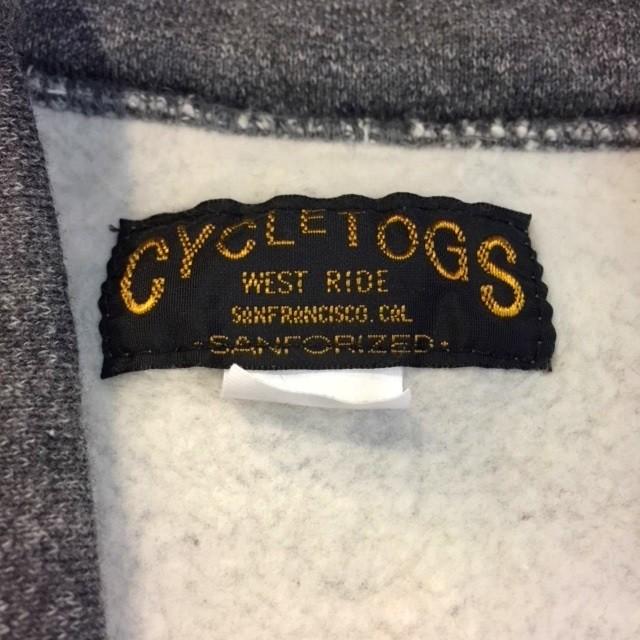 CYCLETOGS
WEST RIDE
SANFRANCISCO.CAL
·SANFORIZED·